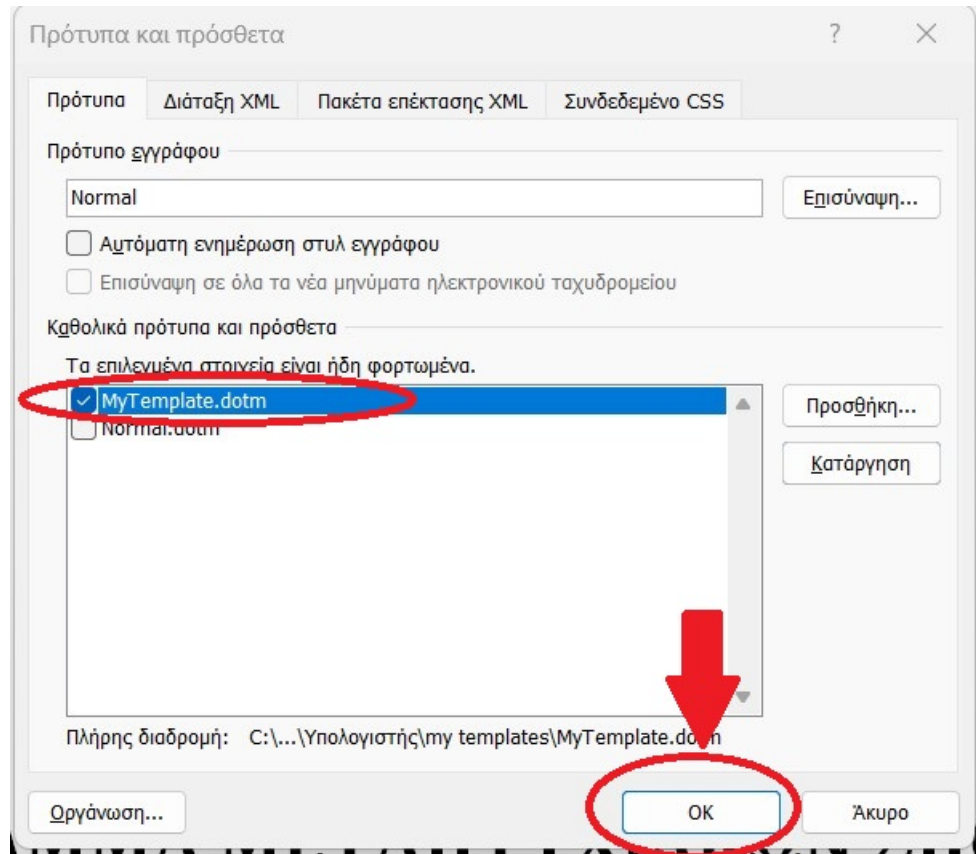 Πρότυπα και πρόσθετα
Πρότυπα Διάταξη XML Πακέτα επέκτασης XML Συνδεδεμένο CSS
Πρότυπο εγγράφου
Normal Επισύναψη...
Αυτόματη ενημέρωση στυλ εγγράφου
Επισύναψη σε όλα τα νέα μηνύματα ηλεκτρονικού ταχυδρομείου
Καθολικά πρότυπα και πρόσθετα
Τα επιλεγμένα στοιχεία είναι ήδη φορτωμένα.
MyTemplate.dotm Προσθήκη...
Normal.dotm
Κατάργηση
Πλήρης διαδρομή: C:\...\Υπολογιστής\my templates\MyTemplate.dotm
Οργάνωση... OK Άκυρο